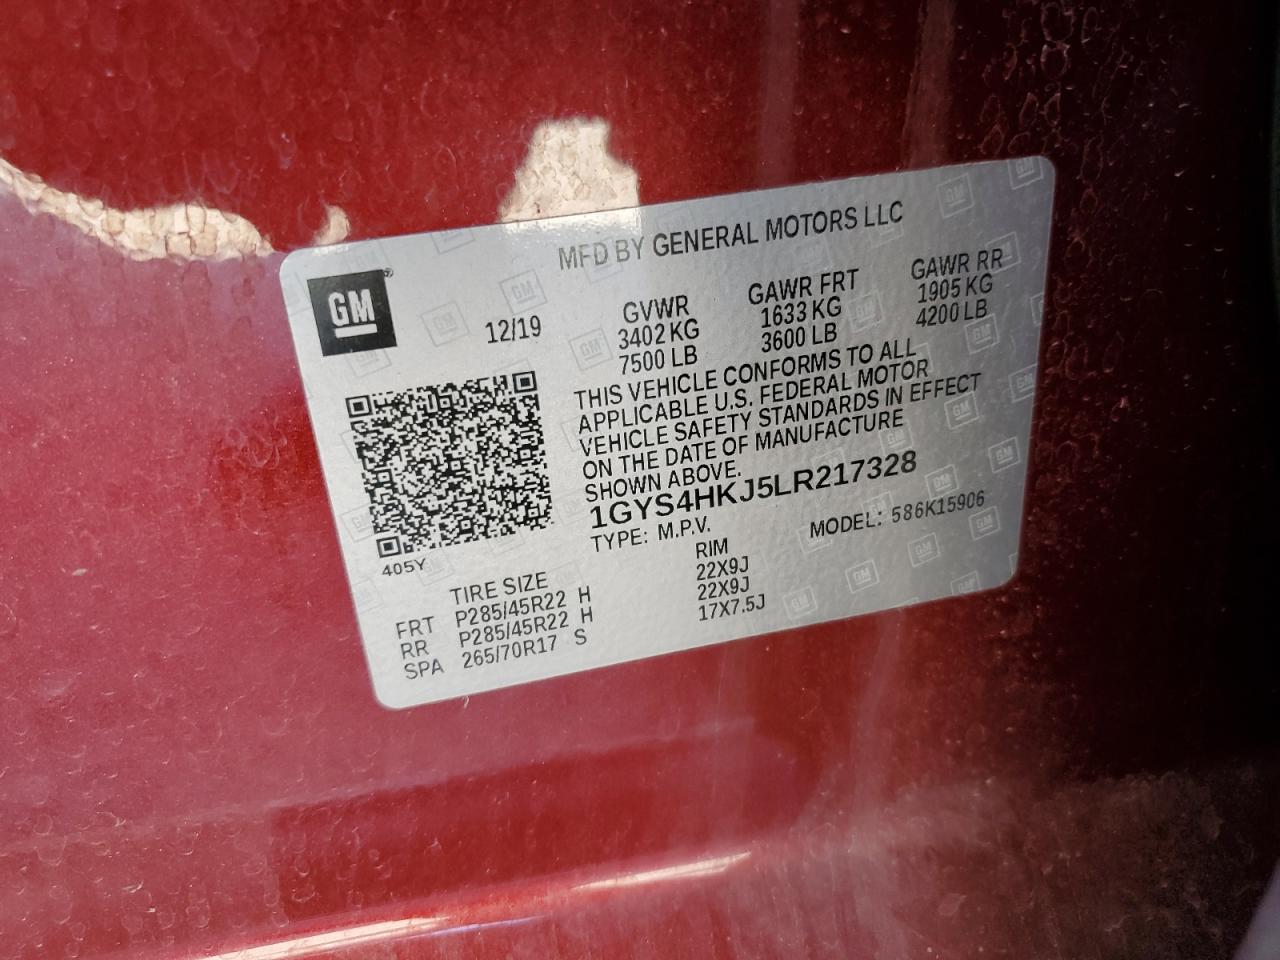 MFD BY GENERAL MOTORS LLC
GM®
12/19
GVWR GAWR FRT GAWR RR
3402 KG 1633 KG 1905 KG
7500 LB 3600 LB 4200 LB
THIS VEHICLE CONFORMS TO ALL
APPLICABLE U.S. FEDERAL MOTOR
VEHICLE SAFETY STANDARDS IN EFFECT
ON THE DATE OF MANUFACTURE
SHOWN ABOVE.
1GYS4HKJ5LR217328
TYPE: M.P.V. MODEL: 586K15906
405Y
TIRE SIZE RIM
FRT P285/45R22 H 22X9J
RR P285/45R22 H 22X9J
SPA 265/70R17 S 17X7.5J